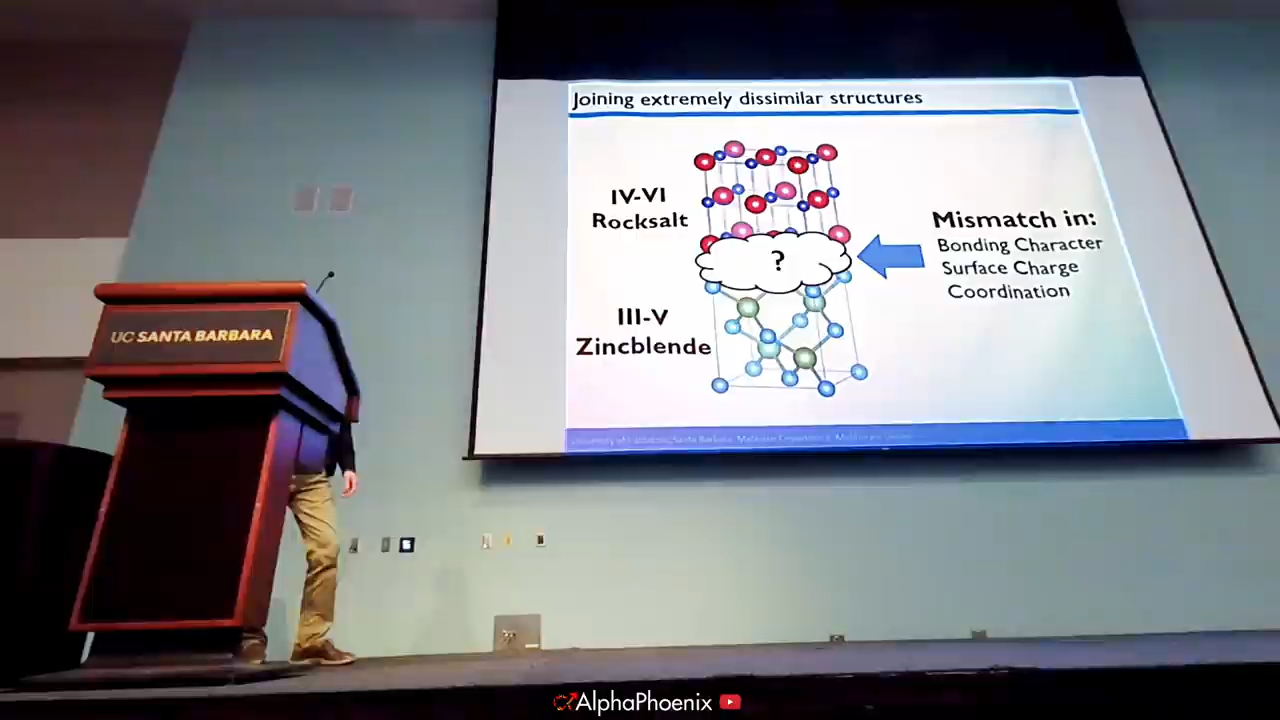 Joining extremely dissimilar structures
IV-VI
Rocksalt
?
Mismatch in:
Bonding Character
Surface Charge
Coordination
III-V
Zincblende
UC SANTA BARBARA
AlphaPhoenix